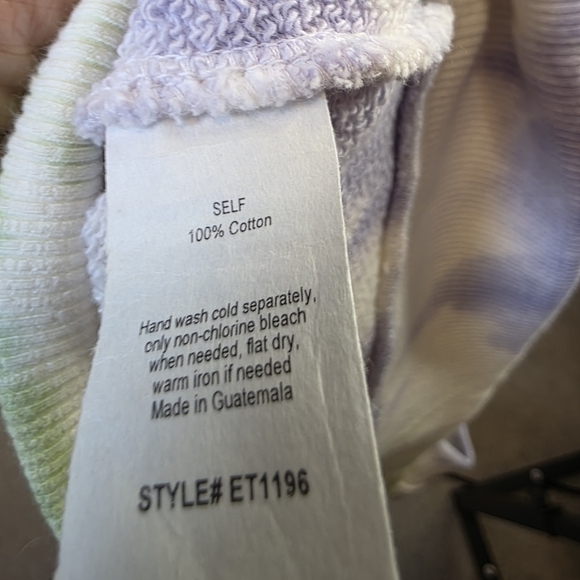 SELF
100% Cotton
Hand wash cold separately,
only non-chlorine bleach
when needed, flat dry,
warm iron if needed
Made in Guatemala
STYLE# ET1196